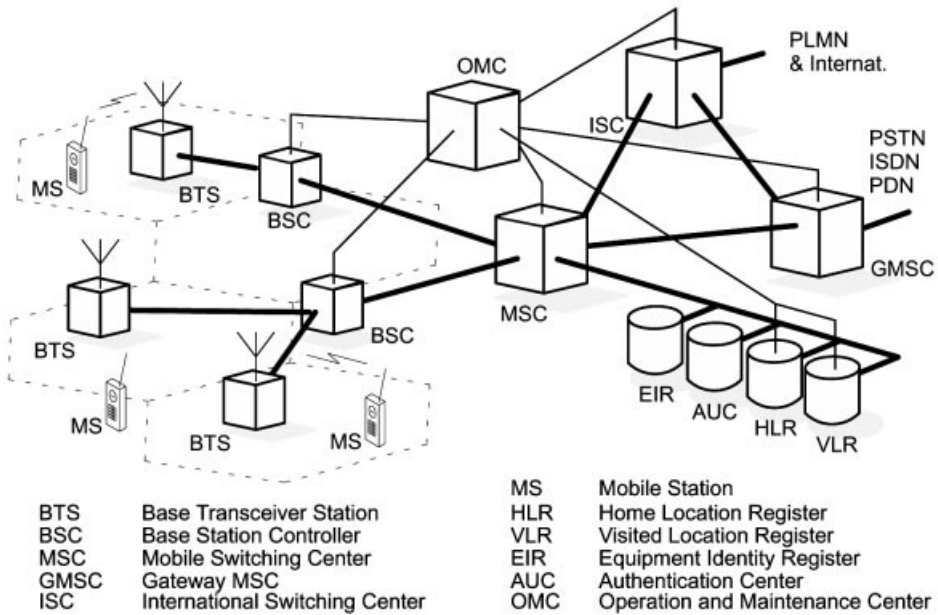 PLMN
& Internat.
OMC
ISC
PSTN
ISDN
PDN
MS
BTS
BSC
GMSC
MSC
BTS
BSC
EIR
AUC
HLR
VLR
MS
BTS
MS
MS Mobile Station
BTS Base Transceiver Station
HLR Home Location Register
BSC Base Station Controller
VLR Visited Location Register
MSC Mobile Switching Center
EIR Equipment Identity Register
GMSC Gateway MSC
AUC Authentication Center
ISC International Switching Center
OMC Operation and Maintenance Center